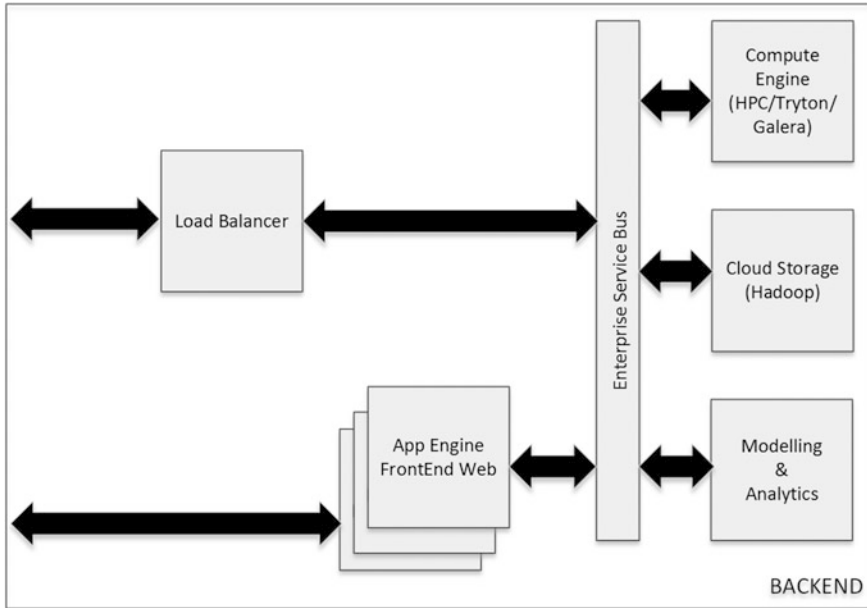 Compute
Engine
(HPC/Tryton/
Galera)
Load Balancer
Enterprise Service Bus
Cloud Storage
(Hadoop)
App Engine
FrontEnd Web
Modelling
&
Analytics
BACKEND